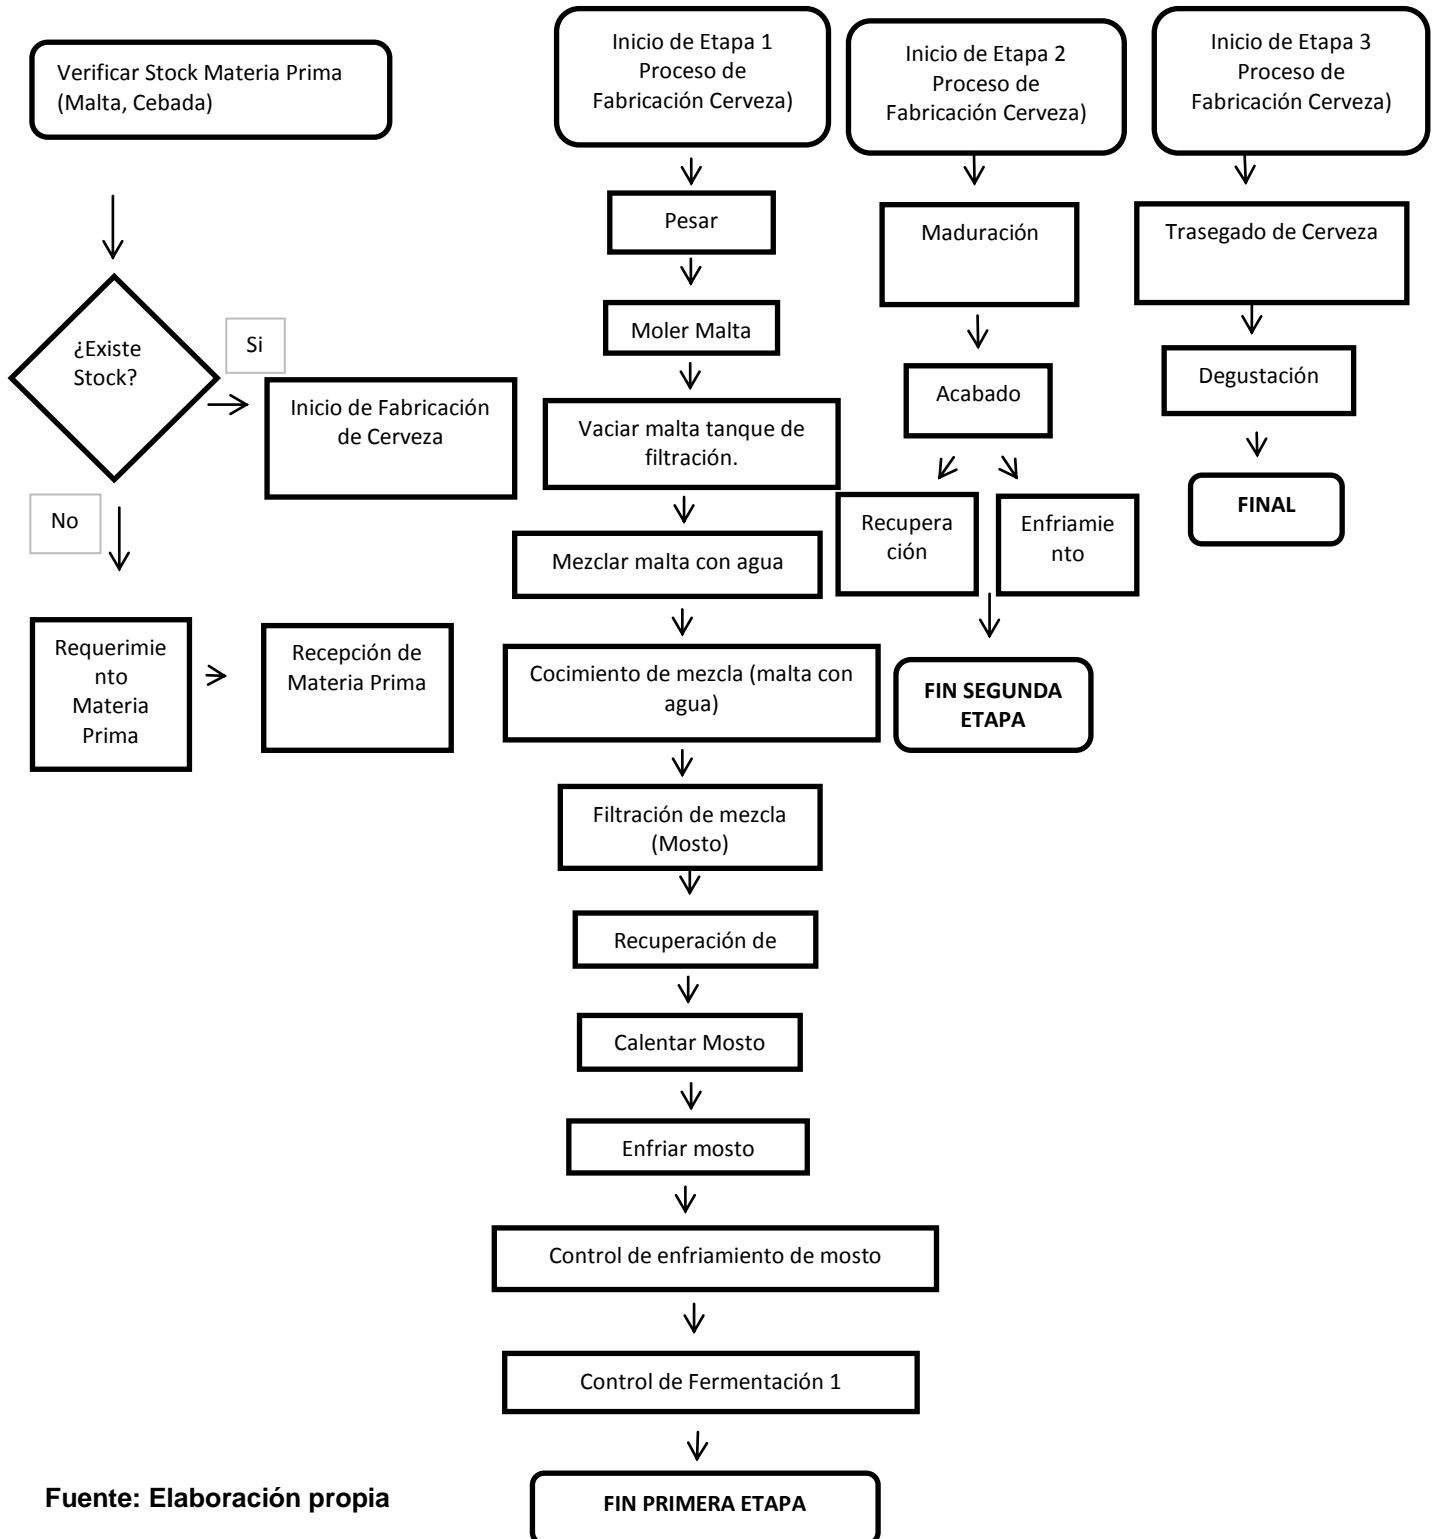 Verificar Stock Materia Prima
(Malta, Cebada)
¿Existe
Stock?
Si
Inicio de Fabricación
de Cerveza
No
Requerimie
nto
Materia
Prima
Recepción de
Materia Prima
Inicio de Etapa 1
Proceso de
Fabricación Cerveza)
Pesar
Moler Malta
Vaciar malta tanque de
filtración.
Mezclar malta con agua
Cocimiento de mezcla (malta con
agua)
Filtración de mezcla
(Mosto)
Recuperación de
Calentar Mosto
Enfriar mosto
Control de enfriamiento de mosto
Control de Fermentación 1
FIN PRIMERA ETAPA
Inicio de Etapa 2
Proceso de
Fabricación Cerveza)
Maduración
Acabado
Recupera
ción
Enfriamie
nto
FIN SEGUNDA
ETAPA
Inicio de Etapa 3
Proceso de
Fabricación Cerveza)
Trasegado de Cerveza
Degustación
FINAL
Fuente: Elaboración propia